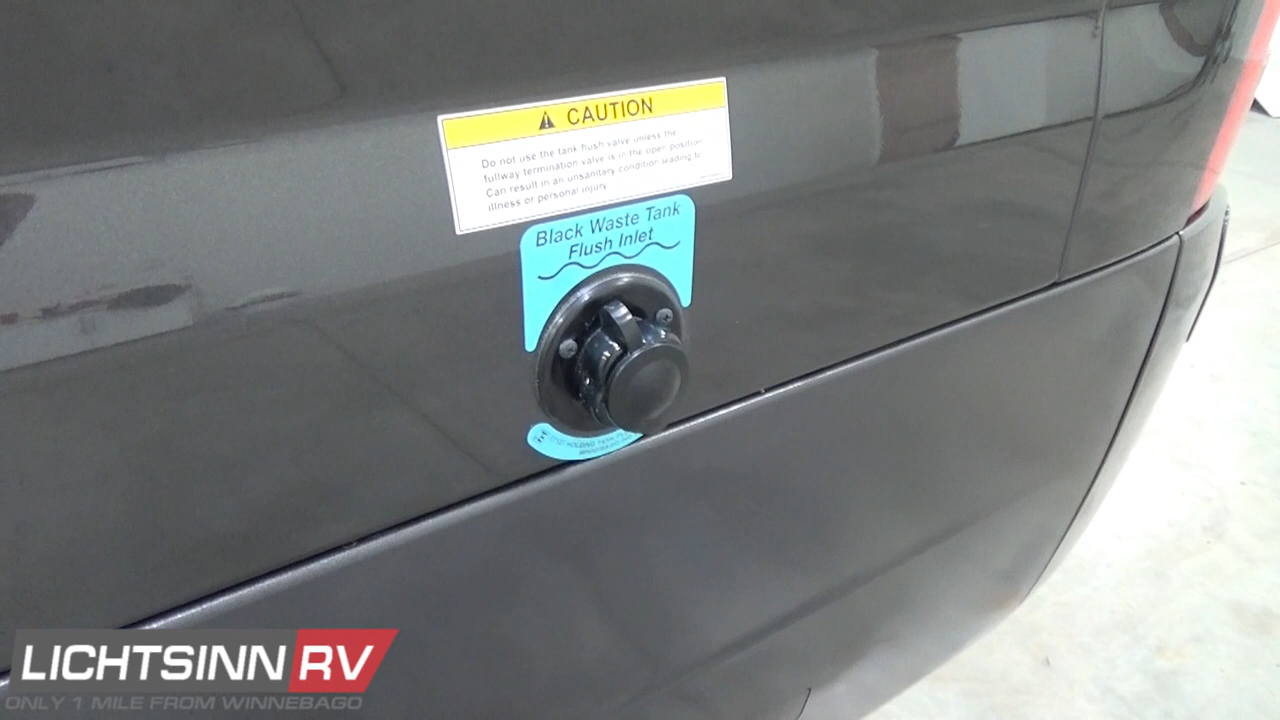 CAUTION
Do not use the tank flush valve unless the
fullway termination valve is in the open position.
Can result in an unsanitary condition leading to
illness or personal injury
Black Waste Tank
Flush Inlet
HOLDING TANK
LICHTSINN RV
ONLY 1 MILE FROM WINNEBAGO